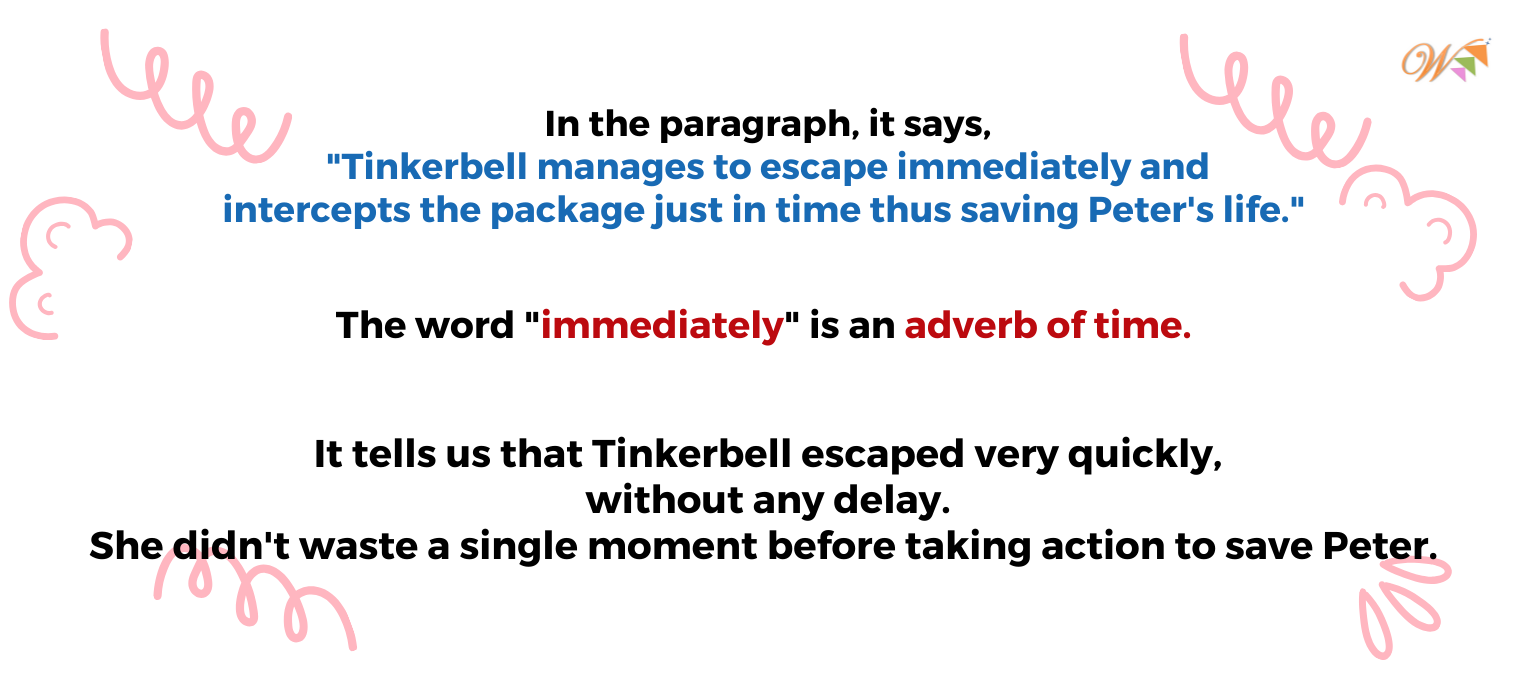 In the paragraph, it says,
"Tinkerbell manages to escape immediately and
intercepts the package just in time thus saving Peter's life."
The word "immediately" is an adverb of time.
It tells us that Tinkerbell escaped very quickly,
without any delay.
She didn't waste a single moment before taking action to save Peter.